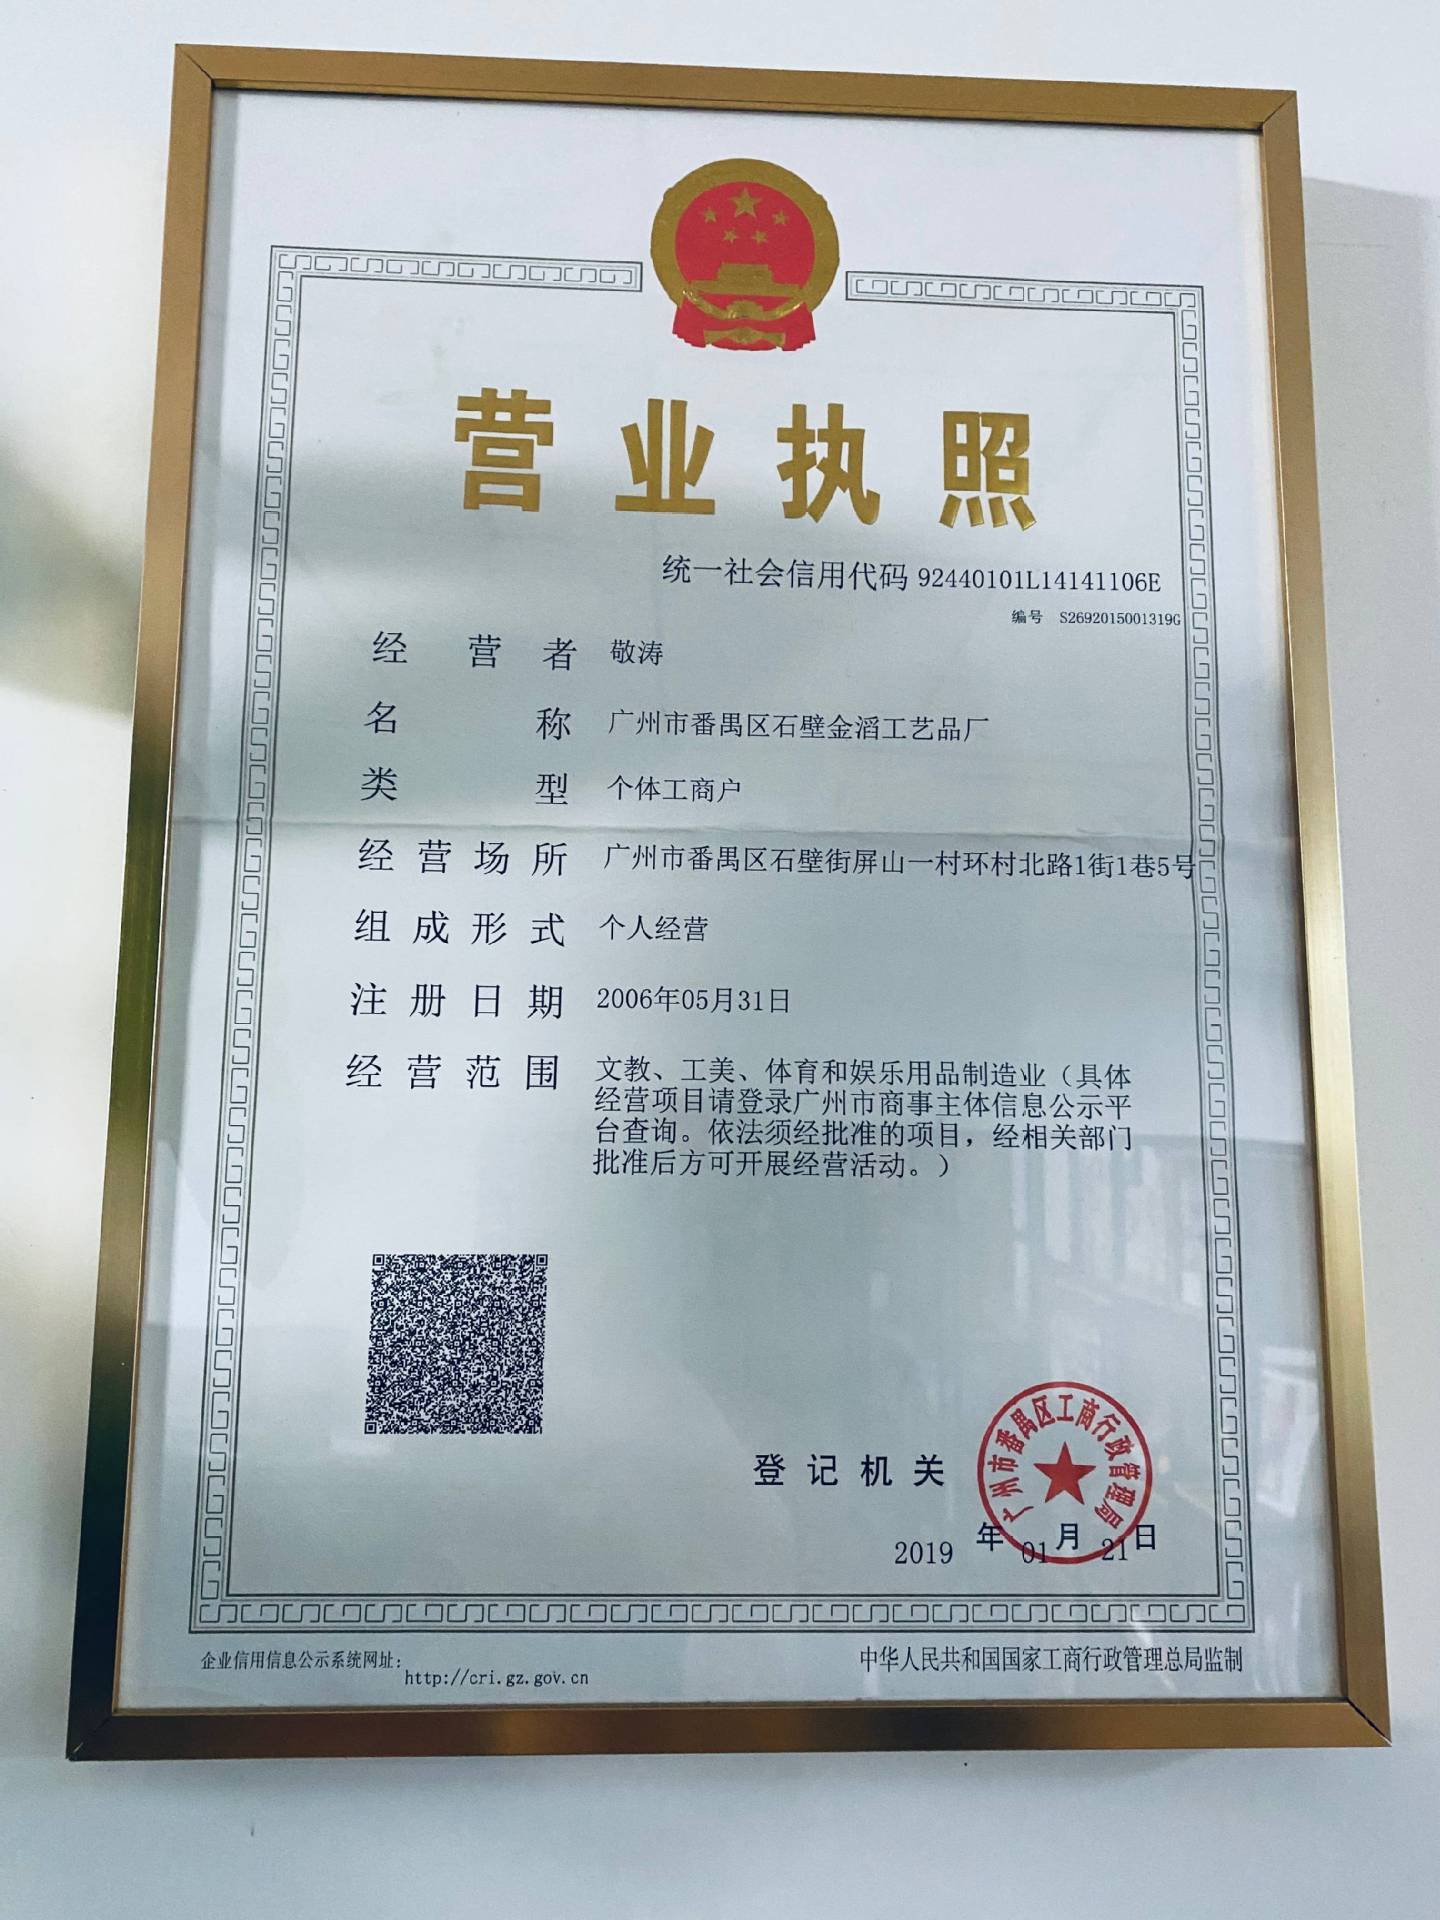 营业执照
统一社会信用代码 92440101L14141106E
编号 S2692015001319G
经营者 敬涛
名称 广州市番禺区石壁金滔工艺品厂
类型 个体工商户
经营场所 广州市番禺区石壁街屏山一村环村北路1街1巷5号
组成形式 个人经营
注册日期 2006年05月31日
经营范围 文教、工美、体育和娱乐用品制造业（具体
经营项目请登录广州市商事主体信息公示平
台查询。依法须经批准的项目，经相关部门
批准后方可开展经营活动。）
登记机关
广州市番禺区工商行政管理局
2019年01月21日
企业信用信息公示系统网址：
http://cri.gz.gov.cn
中华人民共和国国家工商行政管理总局监制